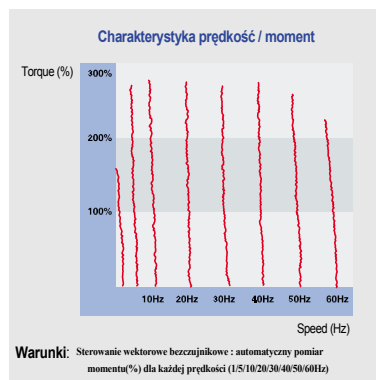 Charakterystyka prędkość / moment
Torque (%)
300%
200%
100%
10Hz 20Hz 30Hz 40Hz 50Hz 60Hz
Speed (Hz)
Warunki: Sterowanie wektorowe bezczujnikowe : automatyczny pomiar
momentu(%) dla każdej prędkości (1/5/10/20/30/40/50/60Hz)